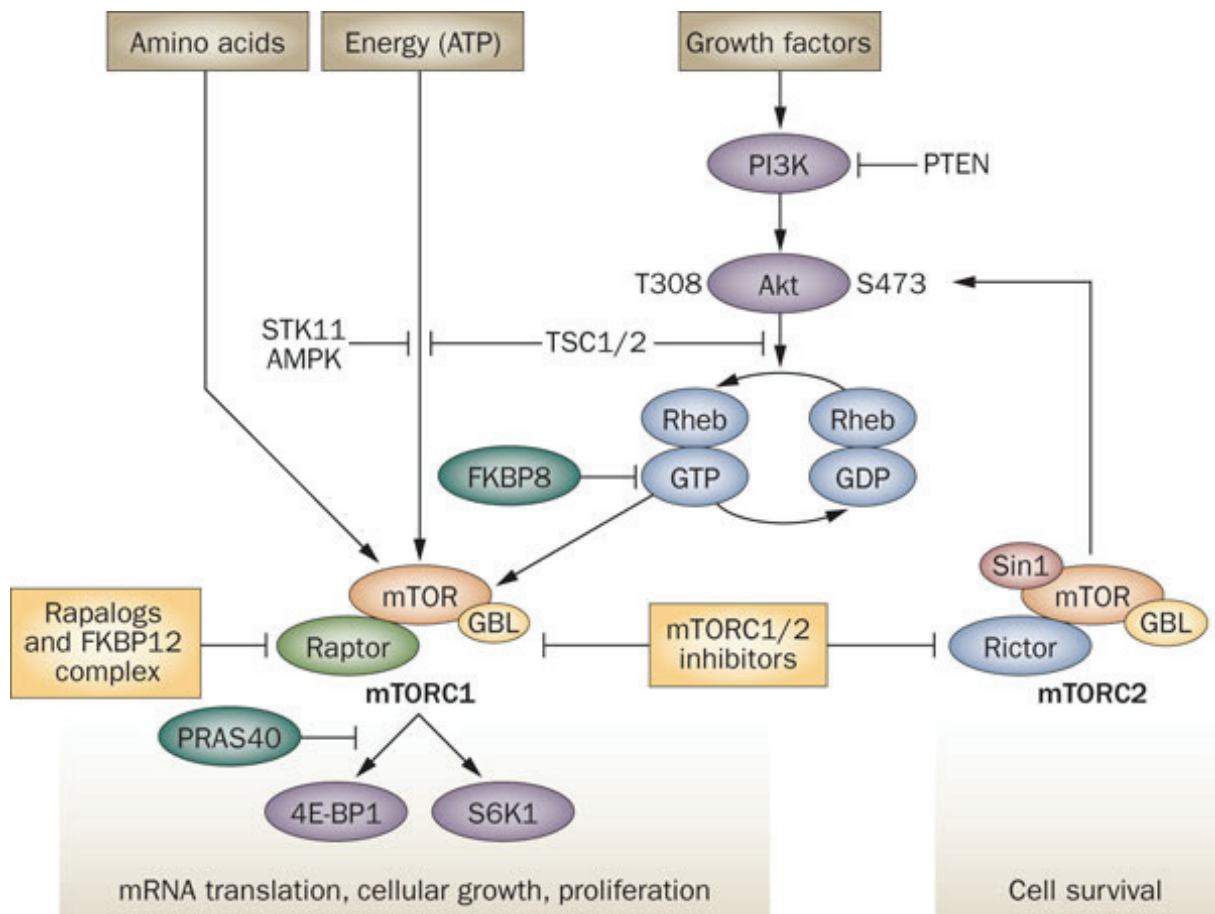 Amino acids
Energy (ATP)
Growth factors
PI3K
PTEN
T308
Akt
S473
STK11
AMPK
TSC1/2
Rheb
Rheb
FKBP8
GTP
GDP
Sin1
mTOR
GBL
Rictor
mTORC2
mTOR
GBL
Raptor
mTORC1
Rapalogs
and FKBP12
complex
mTORC1/2
inhibitors
PRAS40
4E-BP1
S6K1
mRNA translation, cellular growth, proliferation
Cell survival